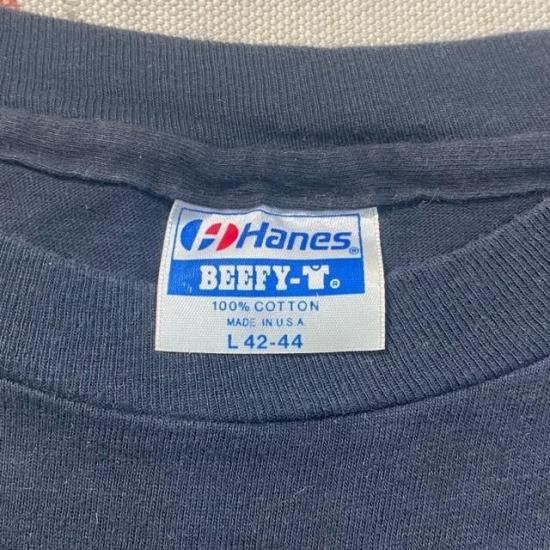 Hanes®
BEEFY-T®
100% COTTON
MADE IN U.S.A.
L 42-44